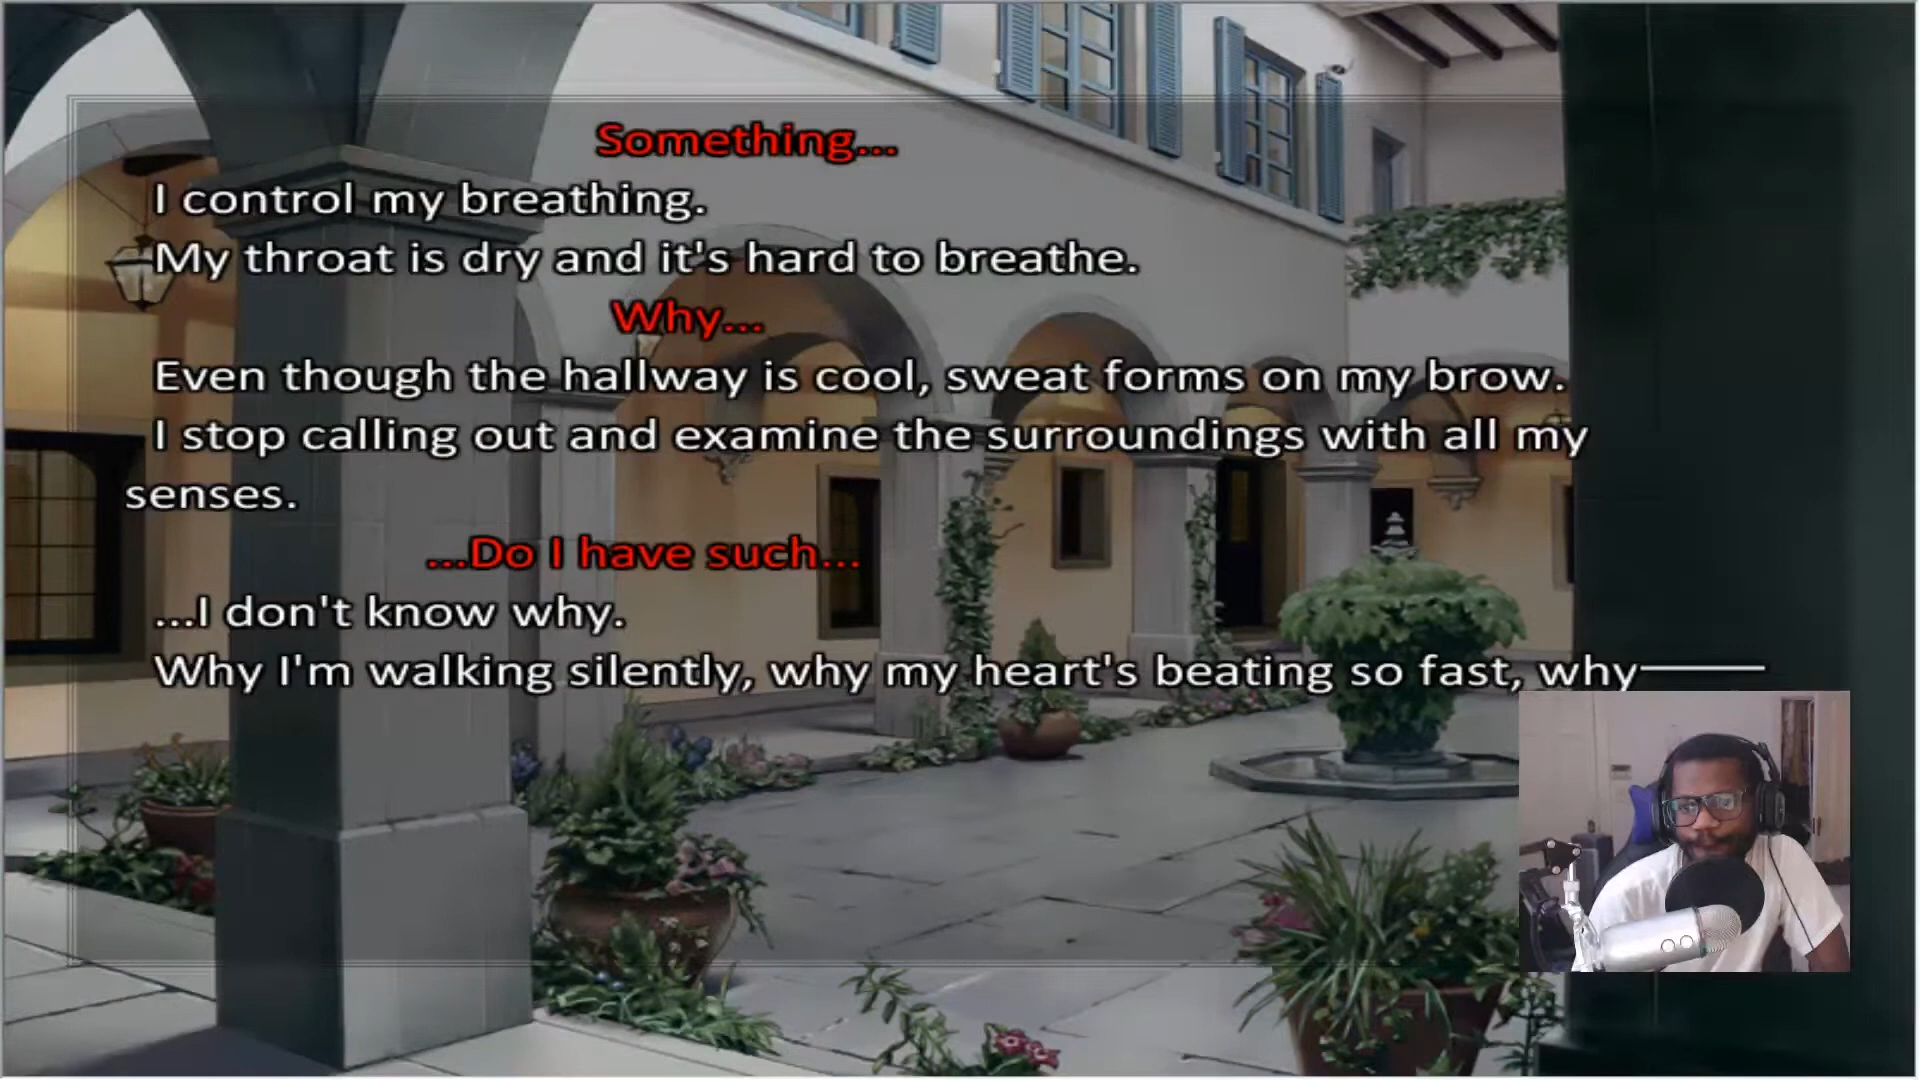 Something...
I control my breathing.
My throat is dry and it's hard to breathe.
Why...
Even though the hallway is cool, sweat forms on my brow.
I stop calling out and examine the surroundings with all my
senses.
...Do I have such...
...I don't know why.
Why I'm walking silently, why my heart's beating so fast, why———